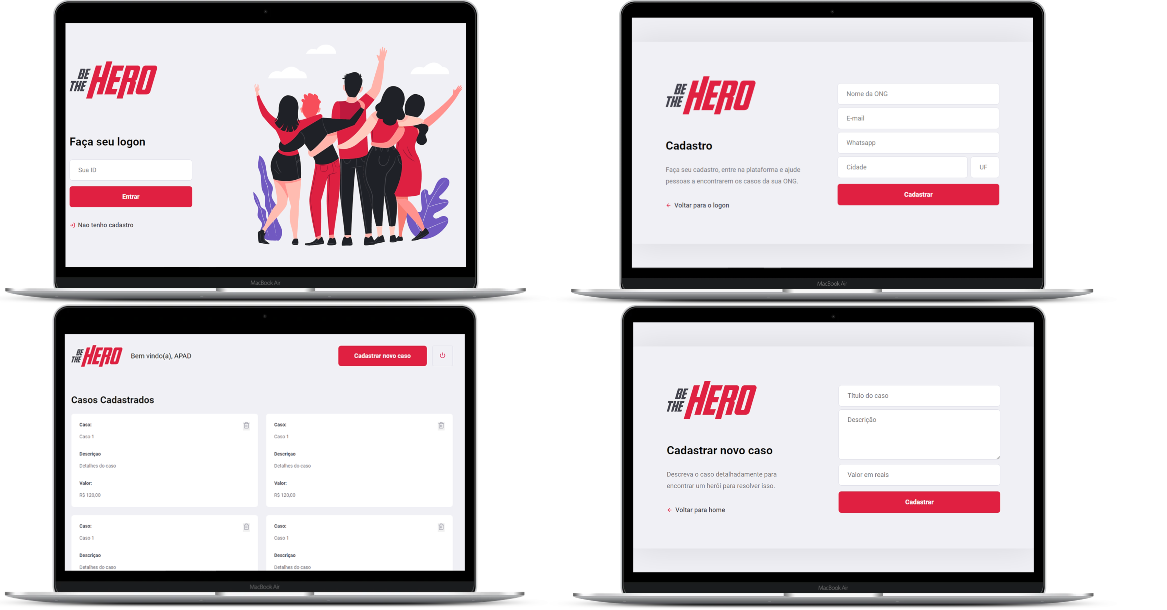 BE
THE HERO
Faça seu logon
Sua ID
Entrar
Nao tenho cadastro
MacBook Air
BE
THE HERO
Cadastro
Faça seu cadastro, entre na plataforma e ajude
pessoas a encontrarem os casos da sua ONG.
Voltar para o logon
Nome da ONG
E-mail
Whatsapp
Cidade
UF
Cadastrar
MacBook Air
BE
THE HERO
Bem vindo(a), APAD
Cadastrar novo caso
Casos Cadastrados
Caso:
Caso 1
Descriçao
Detalhes do caso
Valor:
R$ 120,00
Caso:
Caso 1
Descriçao
Detalhes do caso
Valor:
R$ 120,00
Caso:
Caso 1
Descriçao
Detalhes do caso
Caso:
Caso 1
Descriçao
Detalhes do caso
MacBook Air
BE
THE HERO
Cadastrar novo caso
Descreva o caso detalhadamente para
encontrar um herói para resolver isso.
Voltar para home
Título do caso
Descrição
Valor em reais
Cadastrar
MacBook Air